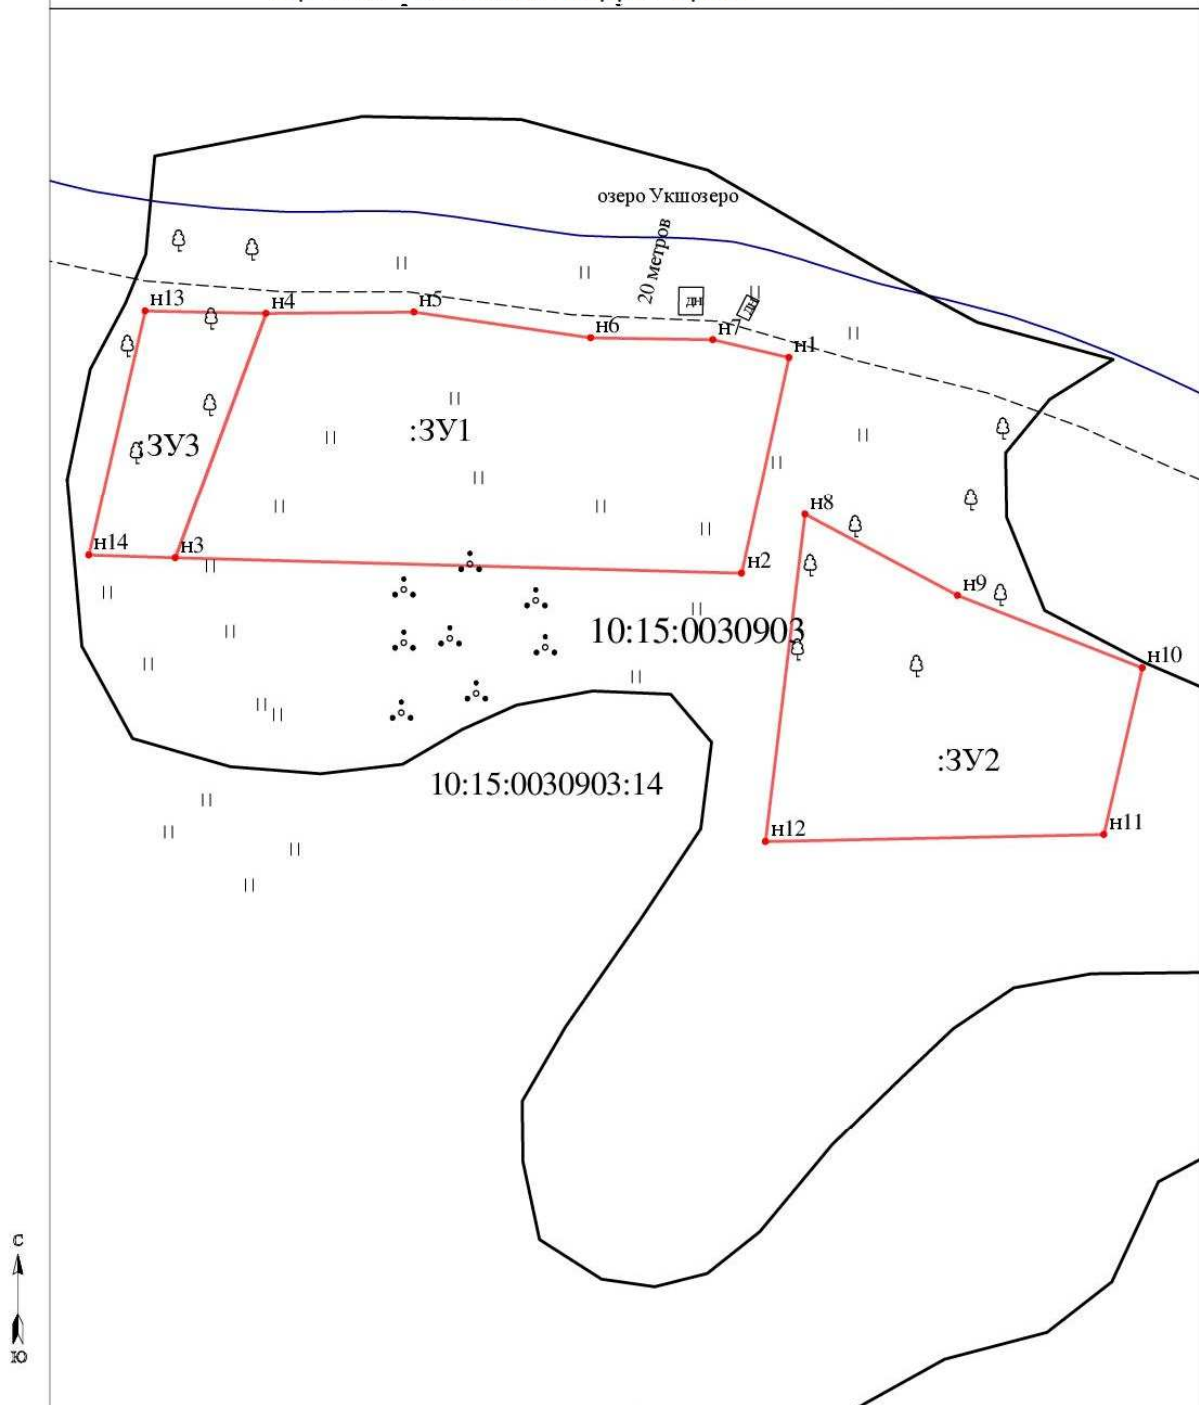 озеро Укшозеро
20 метров
дн
дн
н13
н4
н5
н6
н7
н1
:ЗУ3
:ЗУ1
н8
н14
н3
н2
н9
10:15:0030903
н10
:ЗУ2
10:15:0030903:14
н12
н11
С
Ю